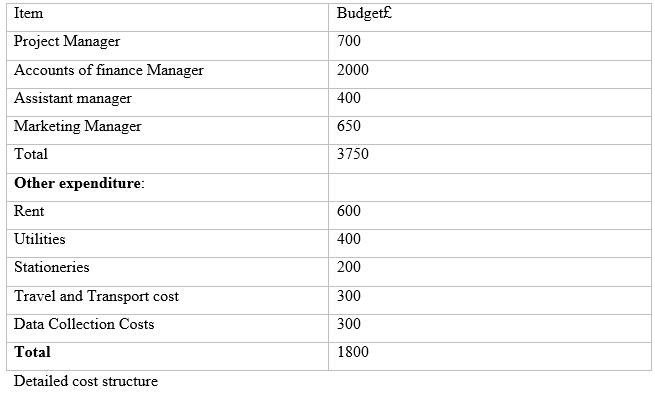 Item Budget£
Project Manager 700
Accounts of finance Manager 2000
Assistant manager 400
Marketing Manager 650
Total 3750
Other expenditure:
Rent 600
Utilities 400
Stationeries 200
Travel and Transport cost 300
Data Collection Costs 300
Total 1800
Detailed cost structure